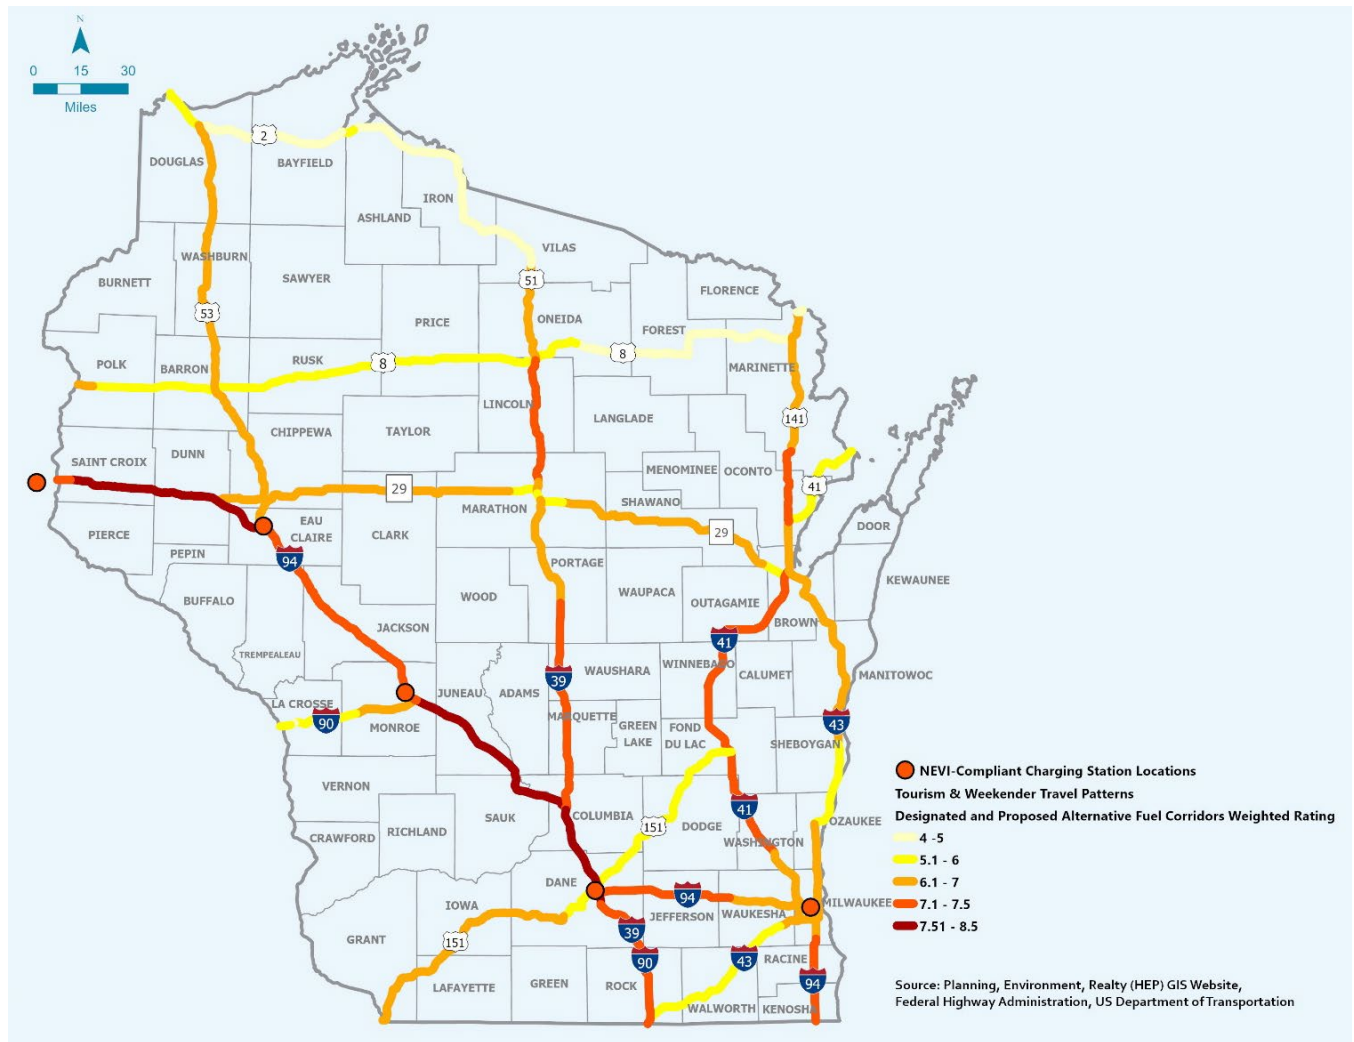 N
0 15 30
Miles
2
DOUGLAS
BAYFIELD
IRON
ASHLAND
VILAS
WASHBURN
SAWYER
BURNETT
51
FLORENCE
53
PRICE
ONEIDA
FOREST
POLK
BARRON
RUSK
8
8
MARINETTE
LINCOLN
LANGLADE
141
CHIPPEWA
TAYLOR
SAINT CROIX
DUNN
MENOMINEE
OCONTO
29
41
MARATHON
SHAWANO
PIERCE
EAU
CLAIRE
CLARK
29
DOOR
PEPIN
94
PORTAGE
KEWAUNEE
BUFFALO
WOOD
WAUPACA
OUTAGAMIE
JACKSON
BROWN
41
TREMPEALEAU
WAUSHARA
WINNEBAGO
CALUMET
MANITOWOC
39
JUNEAU
ADAMS
LA CROSSE
90
MONROE
MARQUETTE
GREEN
LAKE
FOND
DU LAC
43
SHEBOYGAN
VERNON
41
SAUK
COLUMBIA
151
DODGE
OZAUKEE
CRAWFORD
RICHLAND
WASHINGTON
DANE
94
IOWA
JEFFERSON
WAUKESHA
MILWAUKEE
GRANT
151
39
90
43
RACINE
LAFAYETTE
GREEN
ROCK
94
WALWORTH
KENOSHA
NEVI-Compliant Charging Station Locations
Tourism & Weekender Travel Patterns
Designated and Proposed Alternative Fuel Corridors Weighted Rating
4 -5
5.1 - 6
6.1 - 7
7.1 - 7.5
7.51 - 8.5
Source: Planning, Environment, Realty (HEP) GIS Website,
Federal Highway Administration, US Department of Transportation